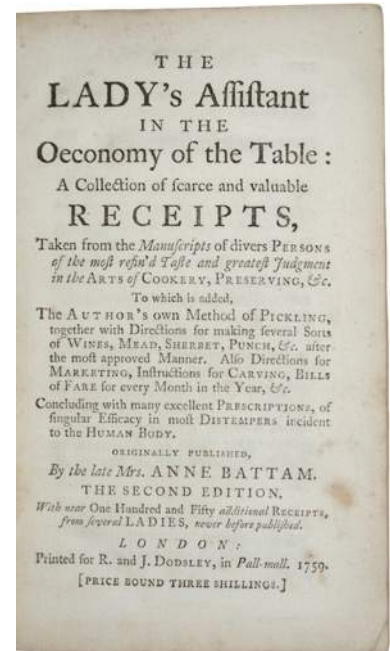 THE
LADY's Aſſiſtant
IN THE
Oeconomy of the Table:
A Collection of ſcarce and valuable
RECEIPTS,
Taken from the Manuſcripts of divers PERSONS
of the moſt refin'd Taſte and greateſt Judgment
in the ARTS of COOKERY, PRESERVING, &c.
To which is added,
The AUTHOR's own Method of PICKLING,
together with Directions for making ſeveral Sorts
of WINES, MEAD, SHERBET, PUNCH, &c. after
the moſt approved Manner. Alſo Directions for
MARKETING, Inſtructions for CARVING, BILLS
of FARE for every Month in the Year, &c.
Concluding with many excellent PRESCRIPTIONS, of
ſingular Efficacy in moſt DISTEMPERS incident
to the HUMAN BODY.
ORIGINALLY PUBLISHED,
By the late Mrs. ANNE BATTAM.
THE SECOND EDITION,
With near One Hundred and Fifty additional RECEIPTS,
from ſeveral LADIES, never before publiſhed.
LONDON:
Printed for R. and J. DODSLEY, in Pall-mall. 1759.
[PRICE BOUND THREE SHILLINGS.]